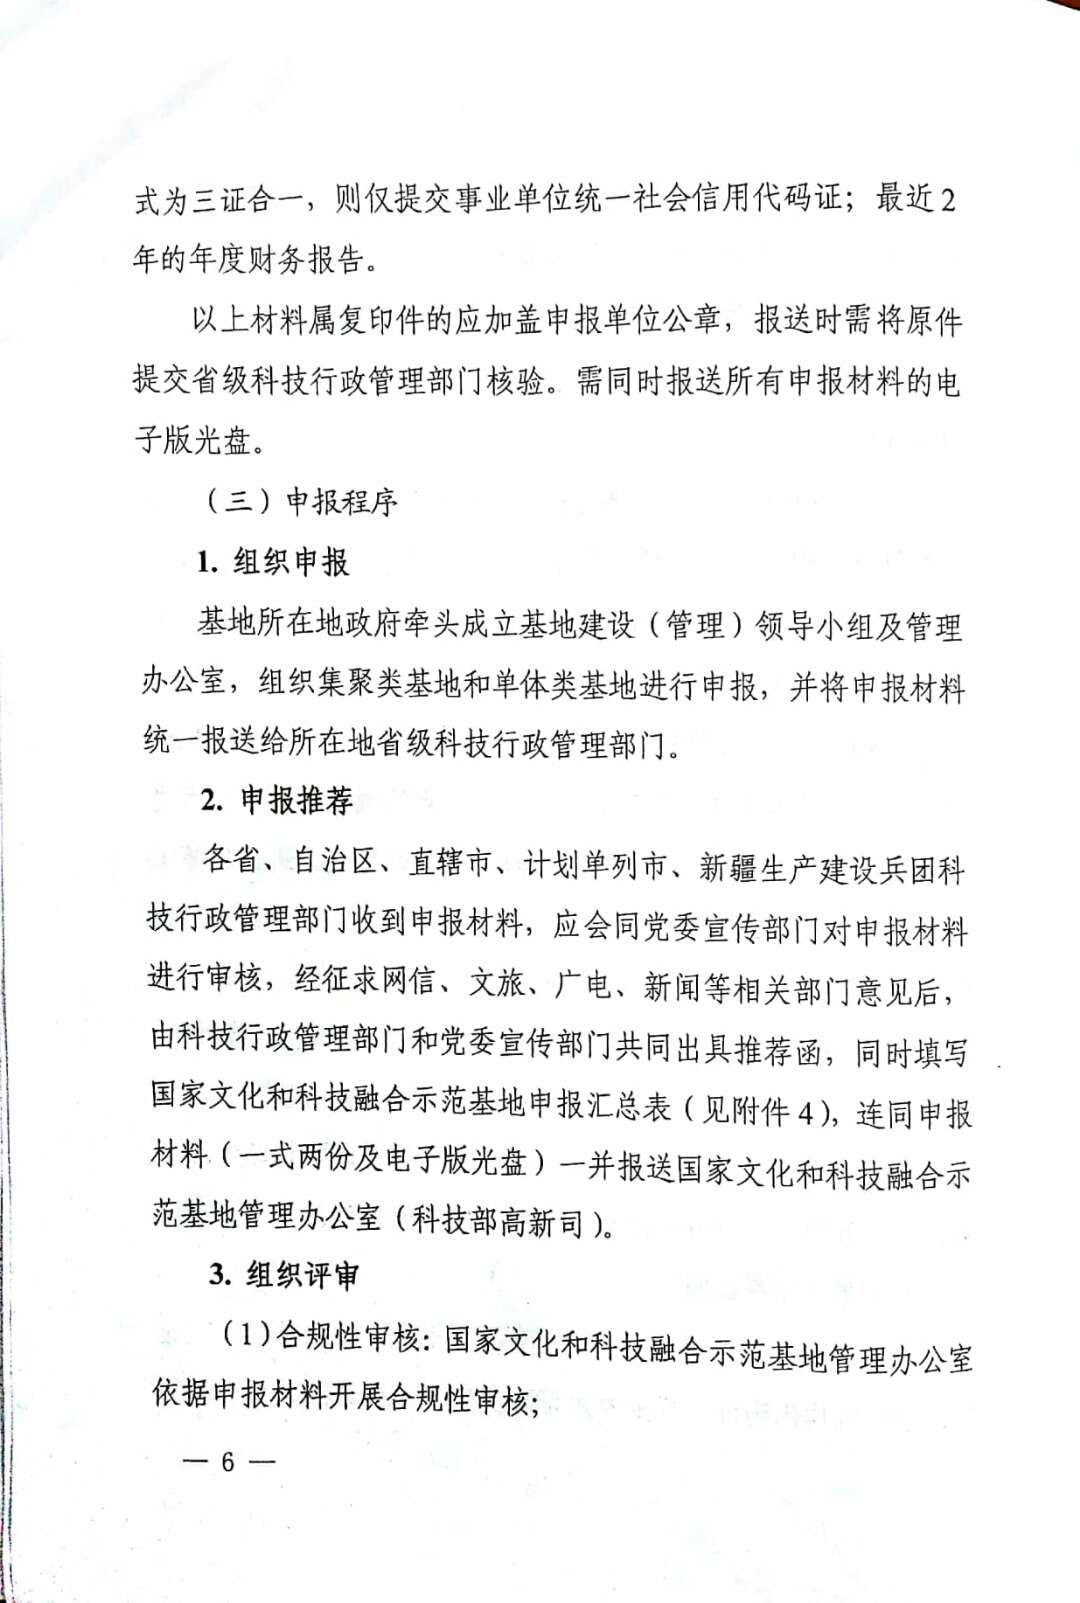 式为三证合一，则仅提交事业单位统一社会信用代码证；最近2
年的年度财务报告。
以上材料属复印件的应加盖申报单位公章，报送时需将原件
提交省级科技行政管理部门核验。需同时报送所有申报材料的电
子版光盘。
（三）申报程序
1. 组织申报
基地所在地政府牵头成立基地建设（管理）领导小组及管理
办公室，组织集聚类基地和单体类基地进行申报，并将申报材料
统一报送给所在地省级科技行政管理部门。
2. 申报推荐
各省、自治区、直辖市、计划单列市、新疆生产建设兵团科
技行政管理部门收到申报材料，应会同党委宣传部门对申报材料
进行审核，经征求网信、文旅、广电、新闻等相关部门意见后，
由科技行政管理部门和党委宣传部门共同出具推荐函，同时填写
国家文化和科技融合示范基地申报汇总表（见附件4），连同申报
材料（一式两份及电子版光盘）一并报送国家文化和科技融合示
范基地管理办公室（科技部高新司）。
3. 组织评审
（1）合规性审核：国家文化和科技融合示范基地管理办公室
依据申报材料开展合规性审核；
— 6 —